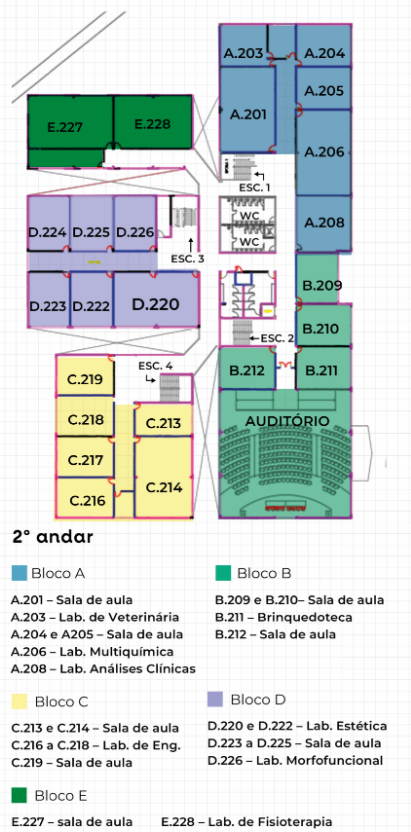 A.203
A.204
A.205
A.201
A.206
E.227
E.228
ESC. 1
D.224
D.225
D.226
WC
WC
A.208
ESC. 3
B.209
D.223
D.222
D.220
B.210
ESC. 2
ESC. 4
B.212
B.211
C.219
C.218
C.213
AUDITÓRIO
C.217
C.214
C.216
2º andar
Bloco A
A.201 – Sala de aula
A.203 – Lab. de Veterinária
A.204 e A205 – Sala de aula
A.206 – Lab. Multiquímica
A.208 – Lab. Análises Clínicas
Bloco B
B.209 e B.210– Sala de aula
B.211 – Brinquedoteca
B.212 – Sala de aula
Bloco C
C.213 e C.214 – Sala de aula
C.216 a C.218 – Lab. de Eng.
C.219 – Sala de aula
Bloco D
D.220 e D.222 – Lab. Estética
D.223 a D.225 – Sala de aula
D.226 – Lab. Morfofuncional
Bloco E
E.227 – sala de aula
E.228 – Lab. de Fisioterapia